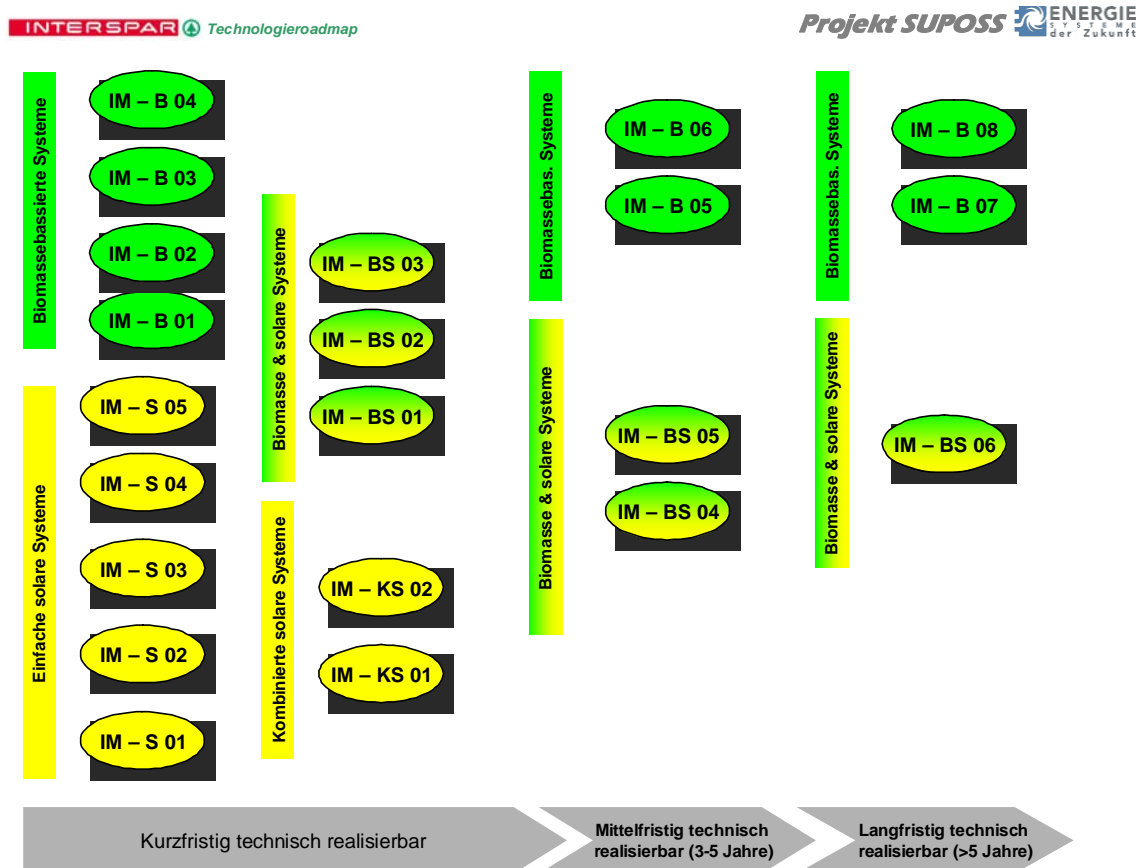 INTERSPAR Technologieroadmap
Projekt SUPOSS
ENERGIE
SYSTEME
der Zukunft
Biomassebassierte Systeme
IM – B 04
IM – B 03
IM – B 02
IM – B 01
Einfache solare Systeme
IM – S 05
IM – S 04
IM – S 03
IM – S 02
IM – S 01
Biomasse & solare Systeme
IM – BS 03
IM – BS 02
IM – BS 01
Kombinierte solare Systeme
IM – KS 02
IM – KS 01
Biomassebas. Systeme
IM – B 06
IM – B 05
Biomasse & solare Systeme
IM – BS 05
IM – BS 04
Biomassebas. Systeme
IM – B 08
IM – B 07
Biomasse & solare Systeme
IM – BS 06
Kurzfristig technisch realisierbar
Mittelfristig technisch
realisierbar (3-5 Jahre)
Langfristig technisch
realisierbar (>5 Jahre)